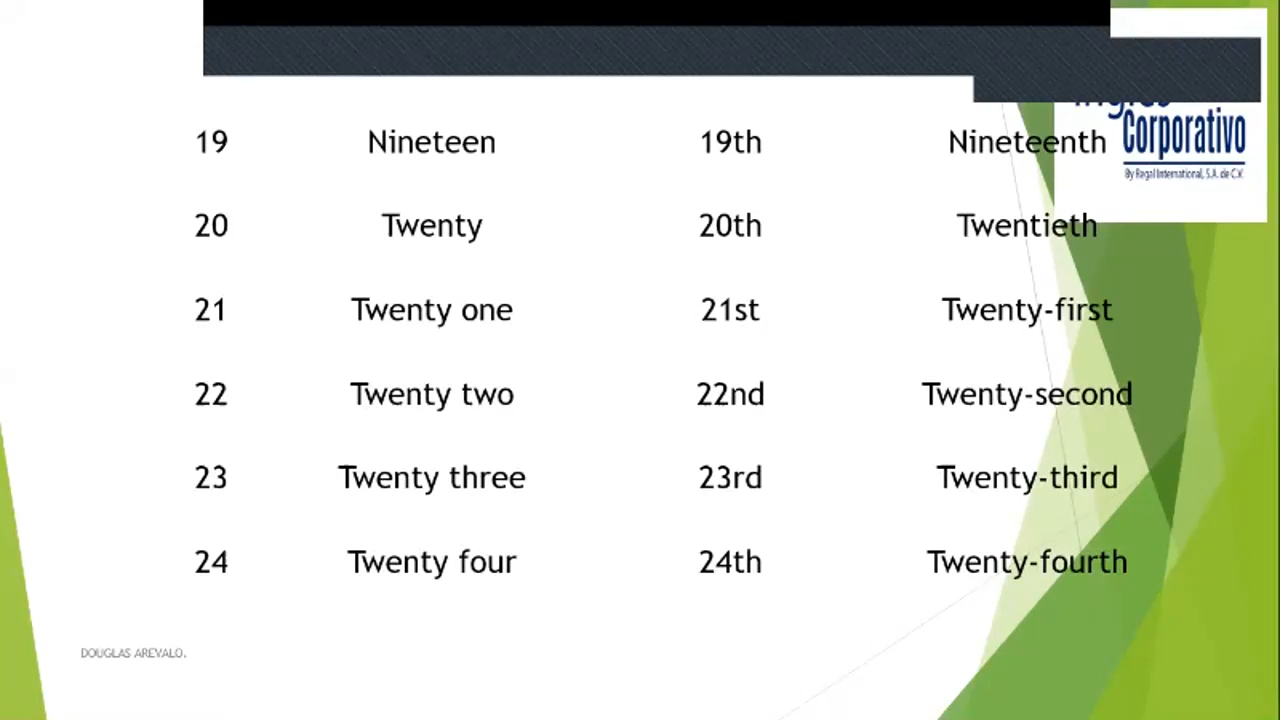 19 Nineteen 19th Nineteenth
Corporativo
By Regal International, S.A. de C.V.
20 Twenty 20th Twentieth
21 Twenty one 21st Twenty-first
22 Twenty two 22nd Twenty-second
23 Twenty three 23rd Twenty-third
24 Twenty four 24th Twenty-fourth
DOUGLAS AREVALO.